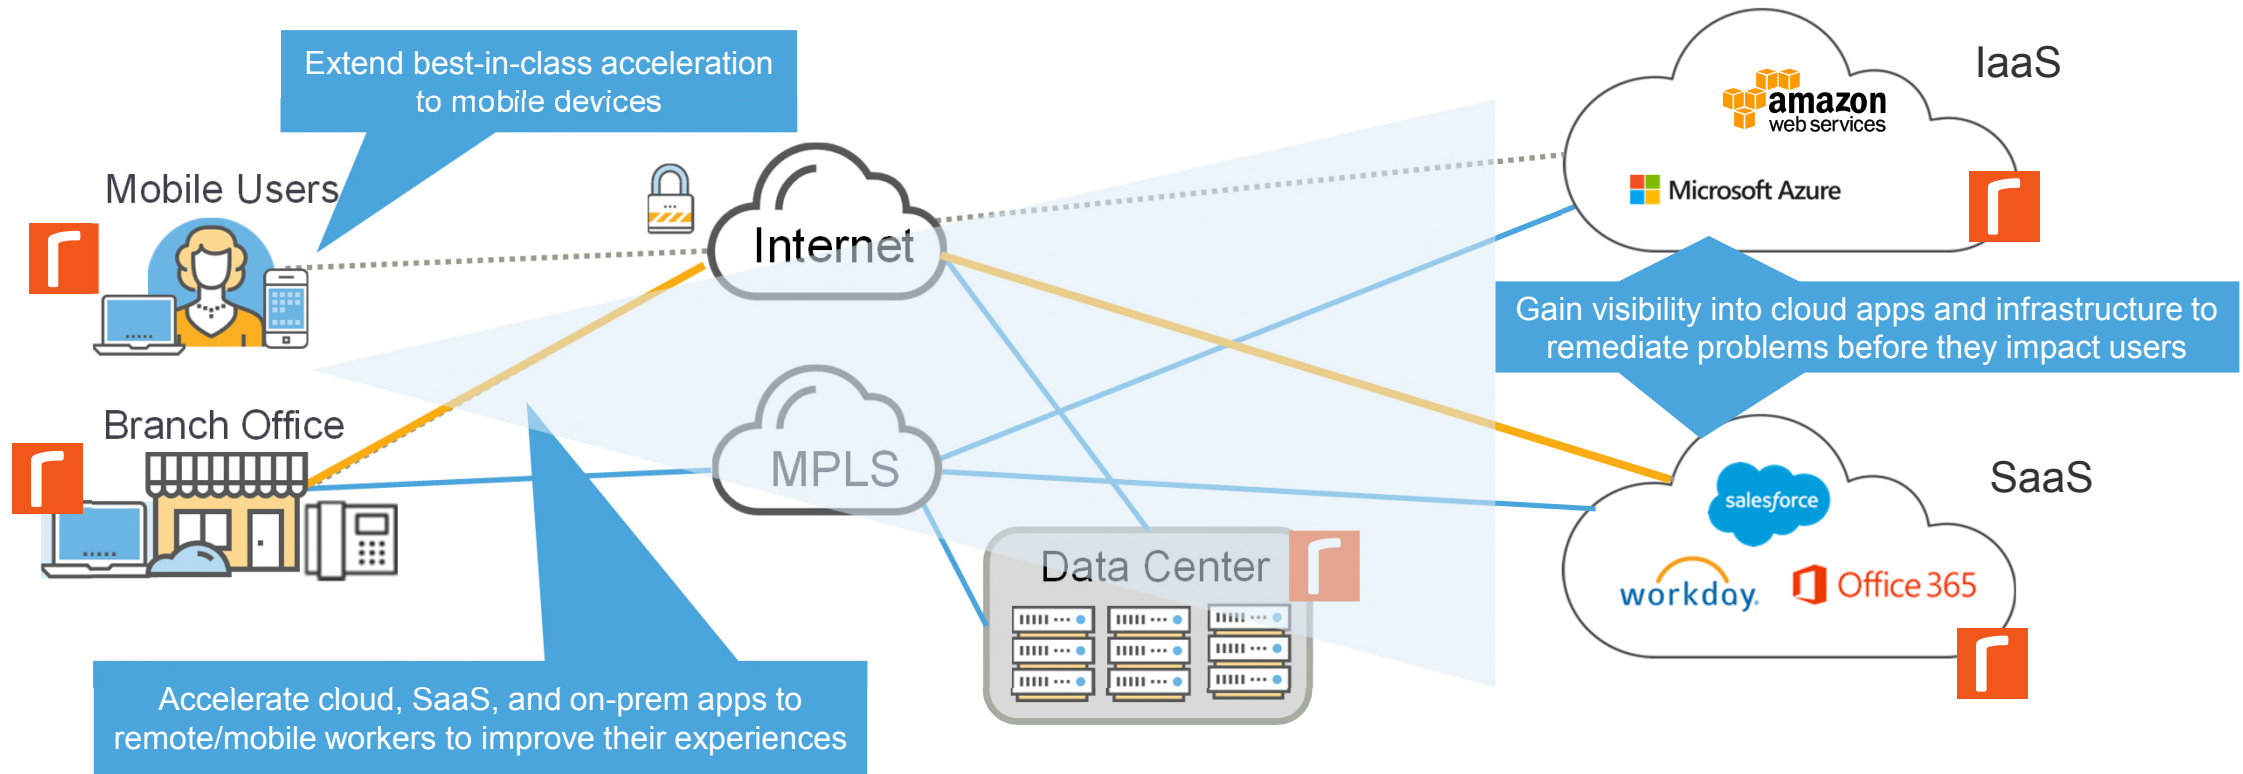 Extend best-in-class acceleration
to mobile devices
IaaS
amazon
web services
Microsoft Azure
Mobile Users
Internet
Gain visibility into cloud apps and infrastructure to
remediate problems before they impact users
Branch Office
MPLS
SaaS
salesforce
Data Center
workday.
Office 365
Accelerate cloud, SaaS, and on-prem apps to
remote/mobile workers to improve their experiences